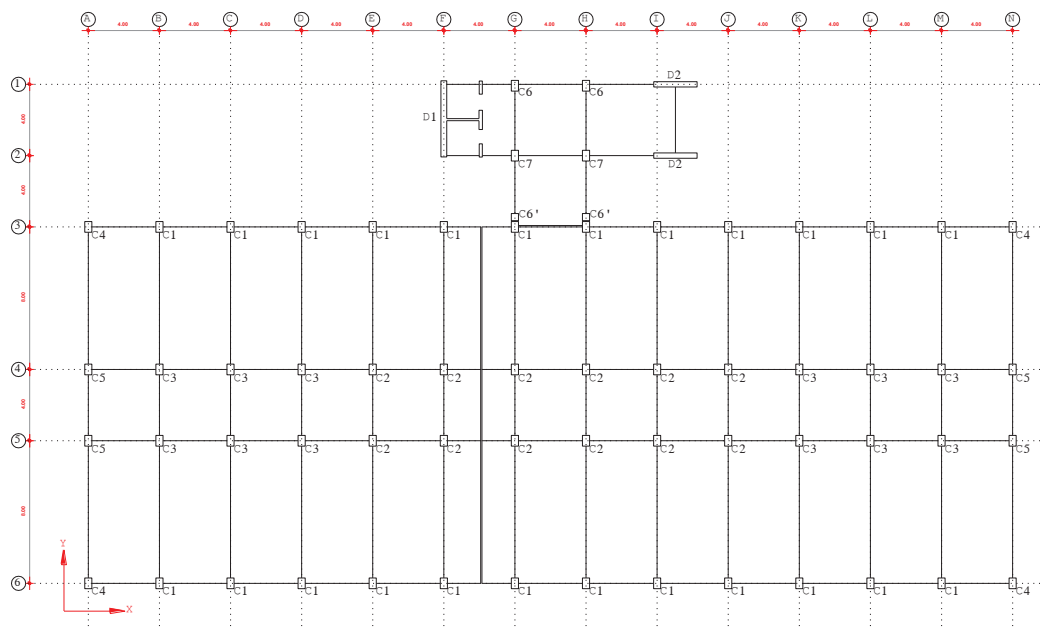 A B C D E F G H I J K L M N
4.00 4.00 4.00 4.00 4.00 4.00 4.00 4.00 4.00 4.00 4.00 4.00 4.00
D2
1
C6 C6
4.00
D1
2
C7 C7 D2
4.00
C6' C6'
3
C4 C1 C1 C1 C1 C1 C1 C1 C1 C1 C1 C1 C1 C4
8.00
4
C5 C3 C3 C3 C2 C2 C2 C2 C2 C2 C3 C3 C3 C5
4.00
5
C5 C3 C3 C3 C2 C2 C2 C2 C2 C2 C3 C3 C3 C5
8.00
Y
6
C4 C1 C1 C1 C1 C1 C1 C1 C1 C1 C1 C1 C1 C4
X